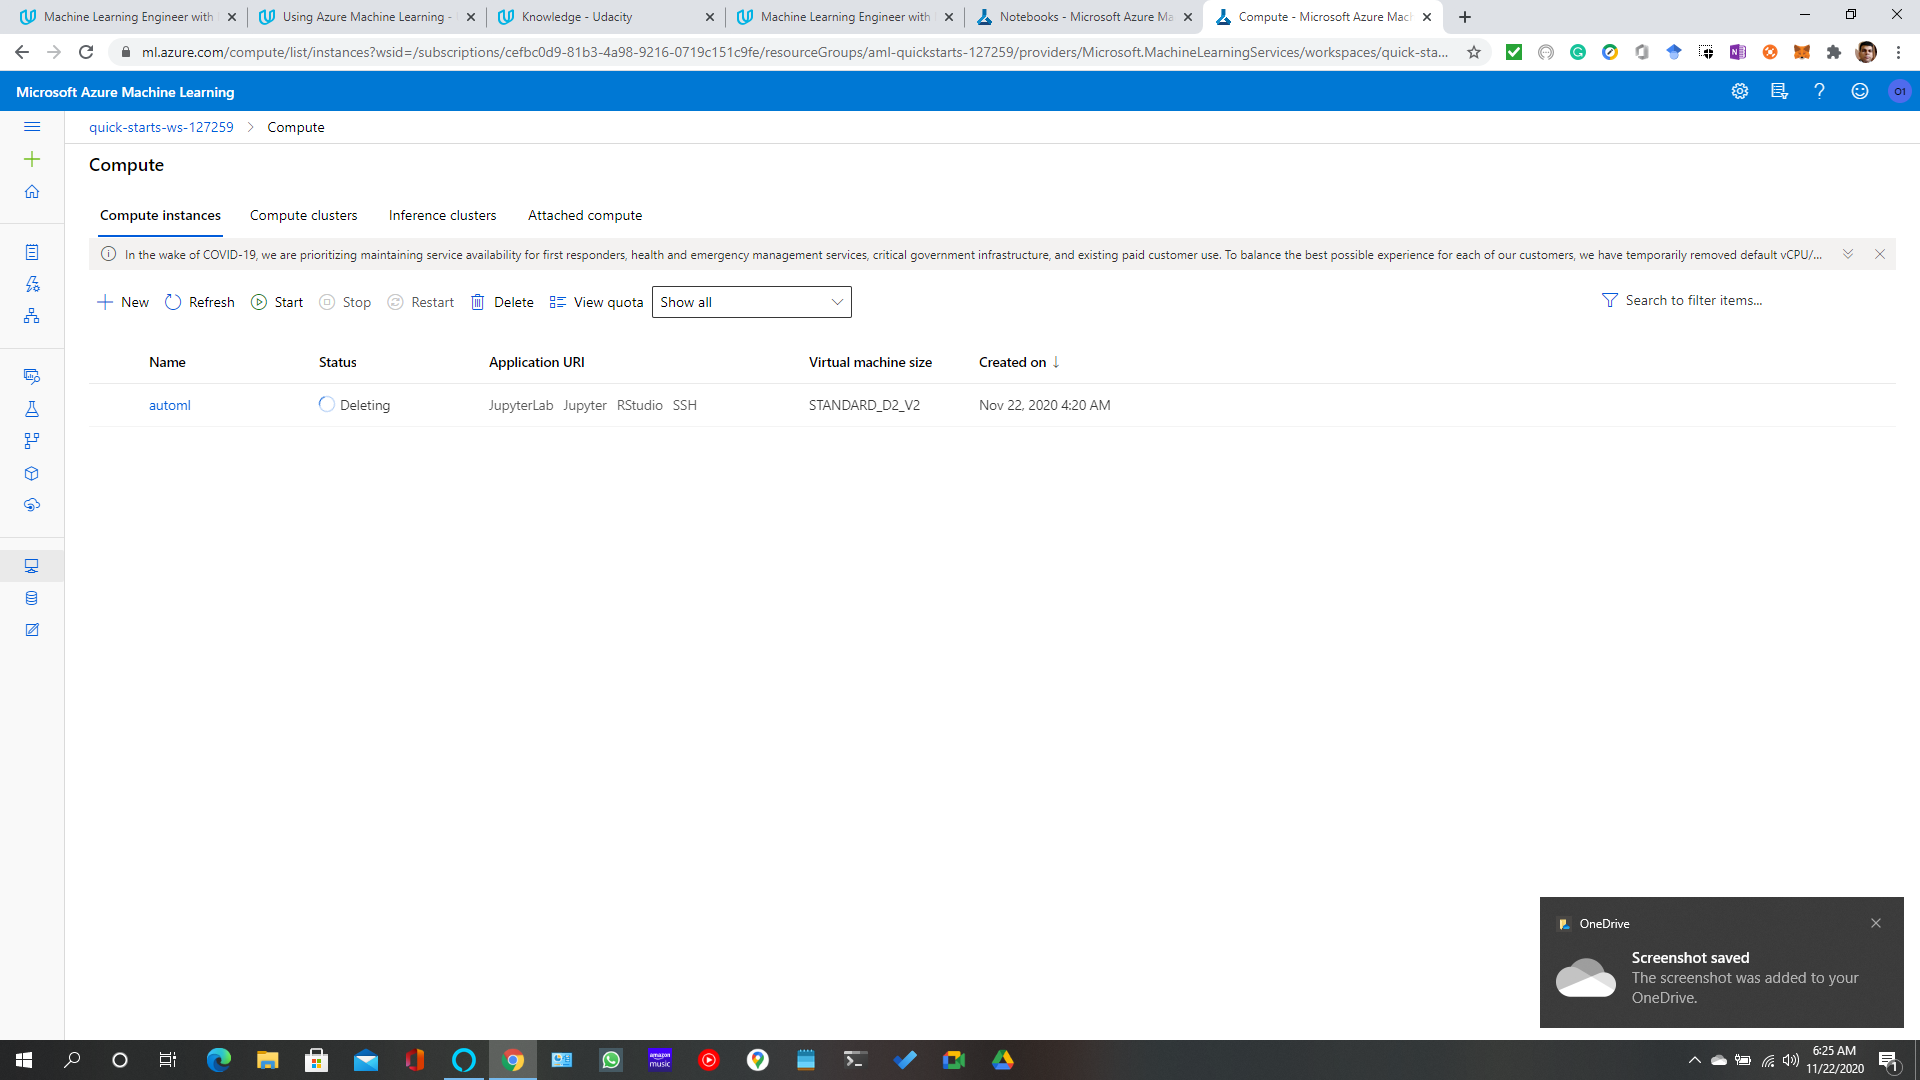 Machine Learning Engineer with
Using Azure Machine Learning -
Knowledge - Udacity
Machine Learning Engineer with
Notebooks - Microsoft Azure Ma
Compute - Microsoft Azure Mach
ml.azure.com/compute/list/instances?wsid=/subscriptions/cefbc0d9-81b3-4a98-9216-0719c151c9fe/resourceGroups/aml-quickstarts-127259/providers/Microsoft.MachineLearningServices/workspaces/quick-sta...
Microsoft Azure Machine Learning
O1
quick-starts-ws-127259 > Compute
Compute
Compute instances Compute clusters Inference clusters Attached compute
In the wake of COVID-19, we are prioritizing maintaining service availability for first responders, health and emergency management services, critical government infrastructure, and existing paid customer use. To balance the best possible experience for each of our customers, we have temporarily removed default vCPU/...
New Refresh Start Stop Restart Delete View quota Show all Search to filter items...
Name Status Application URI Virtual machine size Created on ↓
automl Deleting JupyterLab Jupyter RStudio SSH STANDARD_D2_V2 Nov 22, 2020 4:20 AM
OneDrive
Screenshot saved
The screenshot was added to your
OneDrive.
amazon
music
6:25 AM
11/22/2020
1